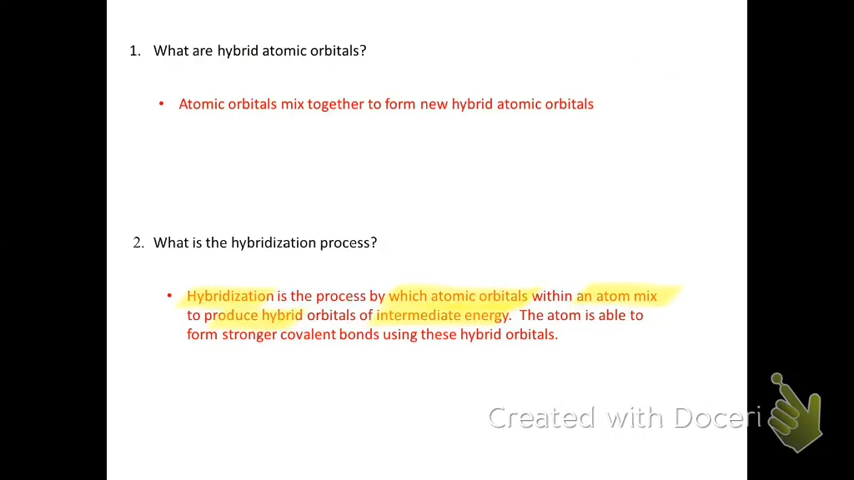 1. What are hybrid atomic orbitals?
• Atomic orbitals mix together to form new hybrid atomic orbitals
2. What is the hybridization process?
• Hybridization is the process by which atomic orbitals within an atom mix
to produce hybrid orbitals of intermediate energy. The atom is able to
form stronger covalent bonds using these hybrid orbitals.
Created with Doceri